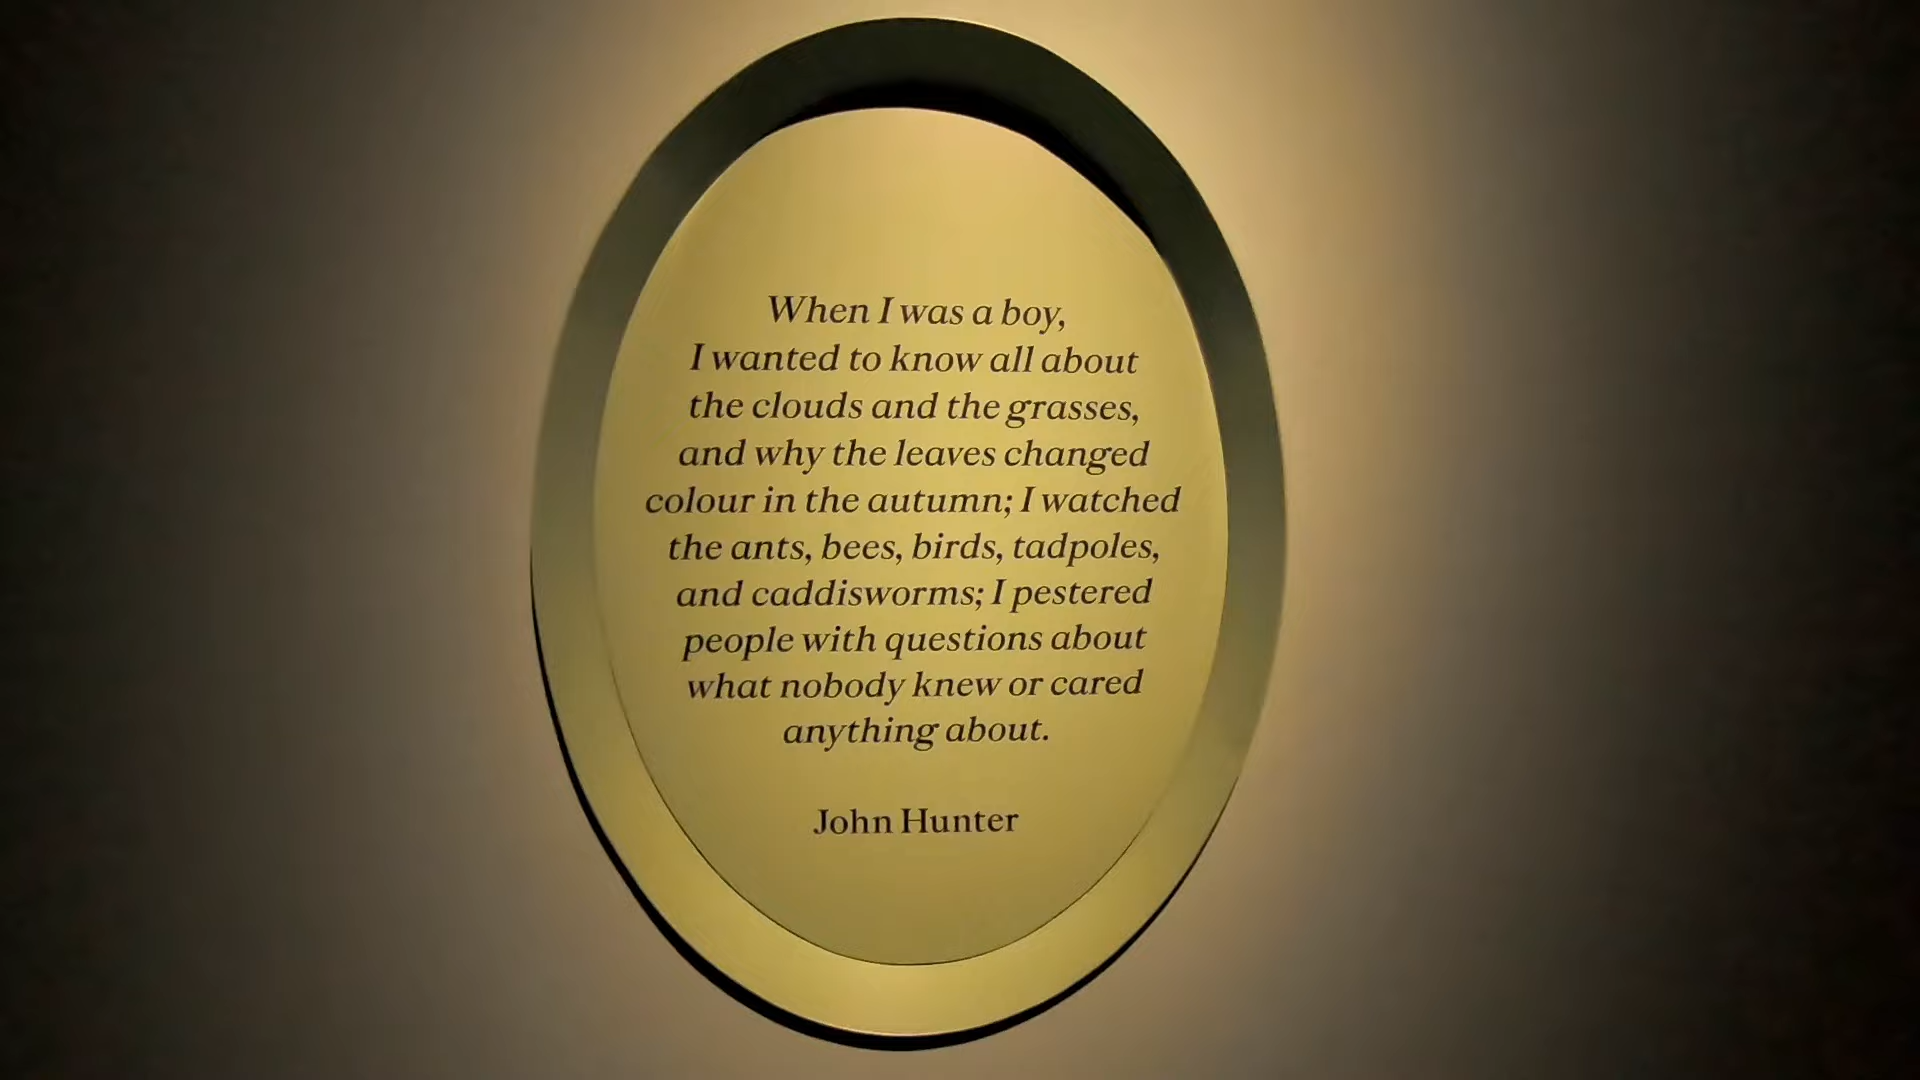 When I was a boy,
I wanted to know all about
the clouds and the grasses,
and why the leaves changed
colour in the autumn; I watched
the ants, bees, birds, tadpoles,
and caddisworms; I pestered
people with questions about
what nobody knew or cared
anything about.
John Hunter